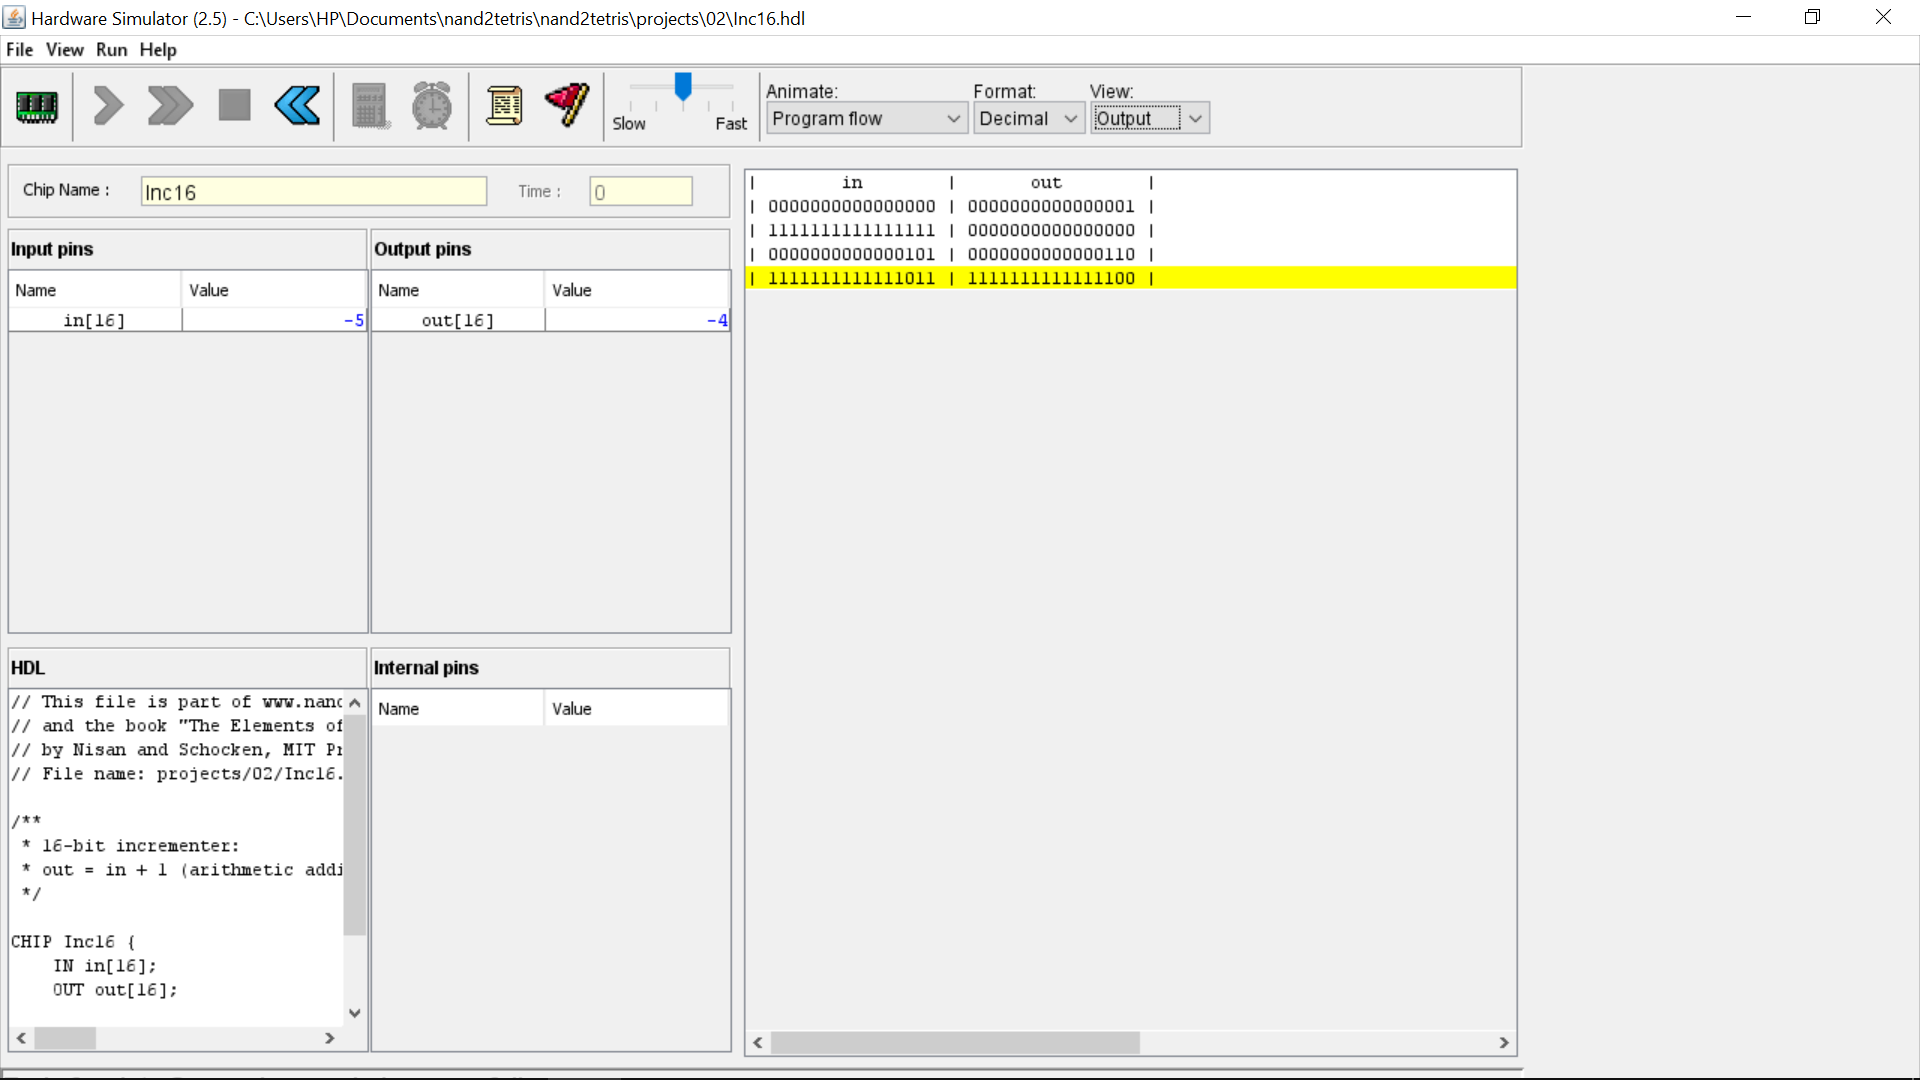 Hardware Simulator (2.5) - C:\Users\HP\Documents\nand2tetris\nand2tetris\projects\02\Inc16.hdl
File View Run Help
Slow Fast
Animate: Format: View:
Program flow Decimal Output
Chip Name : Inc16 Time : 0
Input pins
Name Value
in[16] -5
Output pins
Name Value
out[16] -4
HDL
// This file is part of www.nand
// and the book "The Elements of
// by Nisan and Schocken, MIT Pr
// File name: projects/02/Inc16.
/**
* 16-bit incrementer:
* out = in + 1 (arithmetic addi
*/
CHIP Inc16 {
IN in[16];
OUT out[16];
Internal pins
Name Value
| in | out |
| 0000000000000000 | 0000000000000001 |
| 1111111111111111 | 0000000000000000 |
| 0000000000000101 | 0000000000000110 |
| 1111111111111011 | 1111111111111100 |